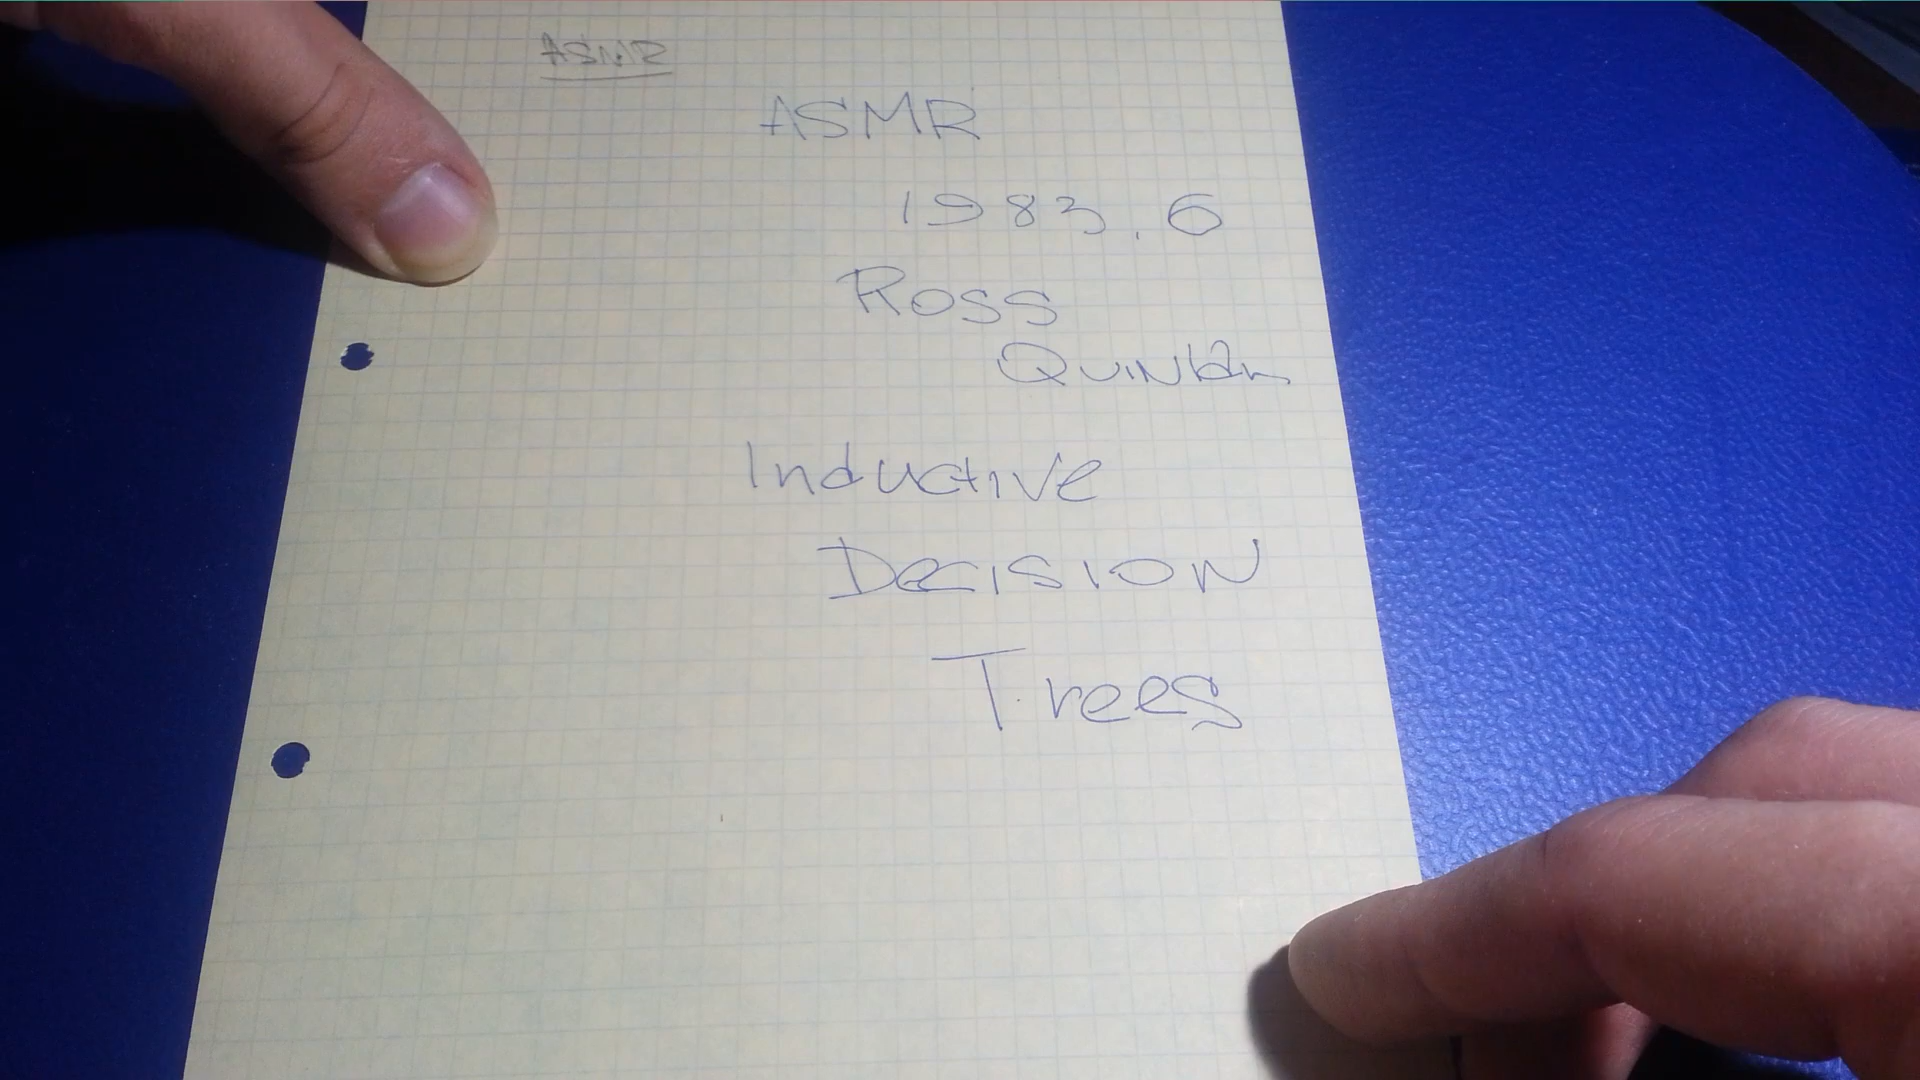 ASMR
ASMR
1983.6
Ross
Quinlan
Inductive
Decision
Trees